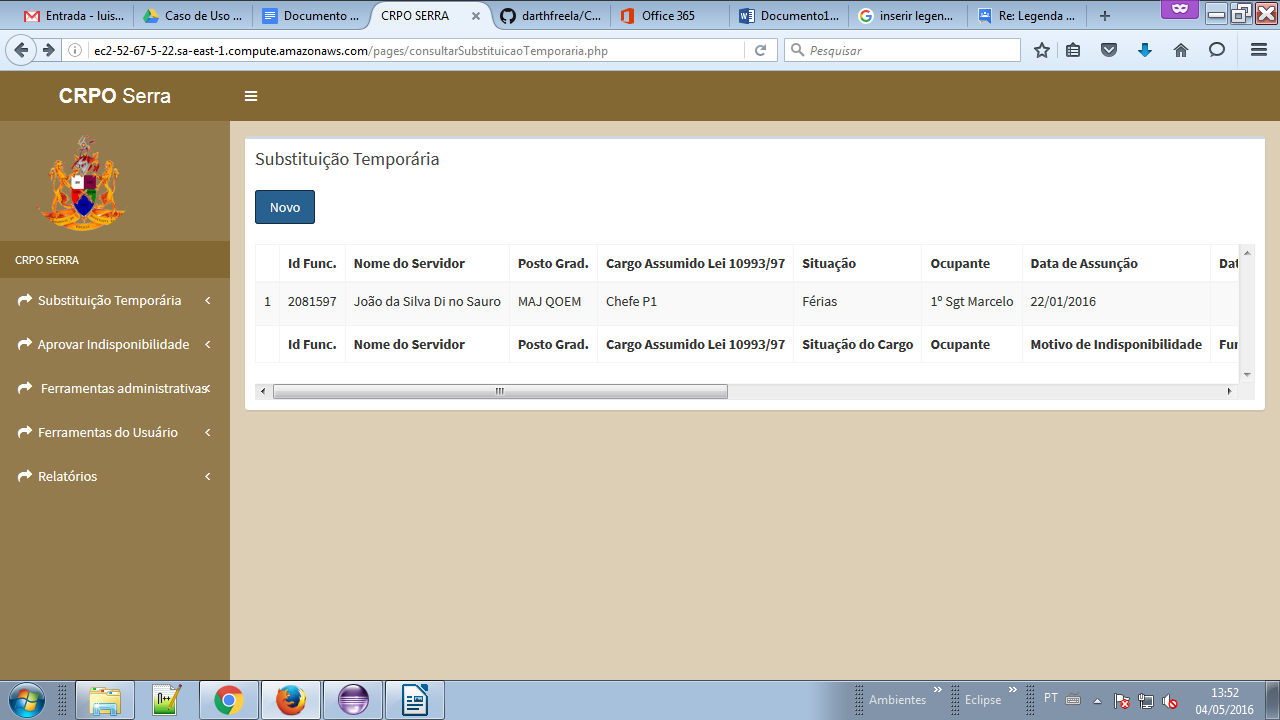 Entrada - luis...
Caso de Uso ...
Documento ...
CRPO SERRA
darthfreela/C...
Office 365
Documento1...
inserir legen...
Re: Legenda ...
ec2-52-67-5-22.sa-east-1.compute.amazonaws.com/pages/consultarSubstituicaoTemporaria.php
Pesquisar
CRPO Serra
CRPO SERRA
Substituição Temporária
Aprovar Indisponibilidade
Ferramentas administrativas
Ferramentas do Usuário
Relatórios
Substituição Temporária
Novo
Id Func. Nome do Servidor Posto Grad. Cargo Assumido Lei 10993/97 Situação Ocupante Data de Assunção Dat
1 2081597 João da Silva Di no Sauro MAJ QOEM Chefe P1 Férias 1º Sgt Marcelo 22/01/2016
Id Func. Nome do Servidor Posto Grad. Cargo Assumido Lei 10993/97 Situação do Cargo Ocupante Motivo de Indisponibilidade Fun
Ambientes
Eclipse
PT
13:52
04/05/2016